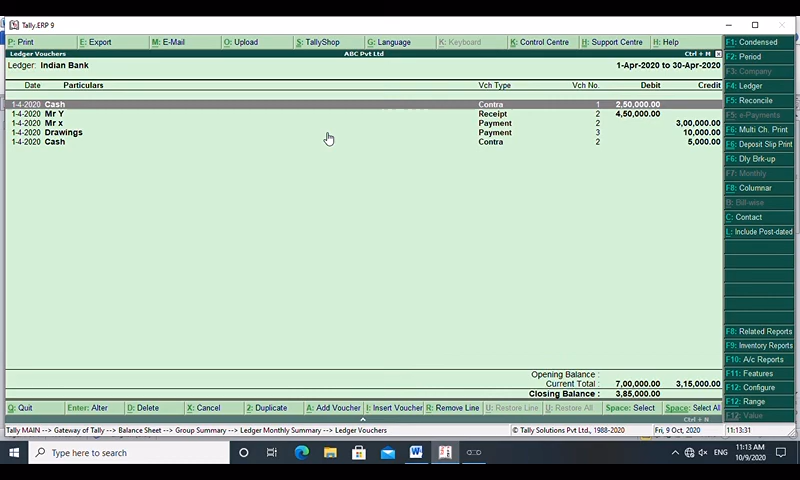 Tally.ERP 9
P: Print E: Export M: E-Mail O: Upload S: TallyShop G: Language K: Keyboard K: Control Centre H: Support Centre H: Help
Ledger Vouchers ABC Pvt Ltd Ctrl + M
Ledger: Indian Bank 1-Apr-2020 to 30-Apr-2020
Date Particulars Vch Type Vch No. Debit Credit
1-4-2020 Cash Contra 1 2,50,000.00
1-4-2020 Mr Y Receipt 2 4,50,000.00
1-4-2020 Mr x Payment 2 3,00,000.00
1-4-2020 Drawings Payment 3 10,000.00
1-4-2020 Cash Contra 2 5,000.00
Opening Balance :
Current Total : 7,00,000.00 3,15,000.00
Closing Balance : 3,85,000.00
F1: Condensed
F2: Period
F3: Company
F4: Ledger
F5: Reconcile
F5: e-Payments
F6: Multi Ch. Print
F6: Deposit Slip Print
F6: Dly Brk-up
F7: Monthly
F8: Columnar
B: Bill-wise
C: Contact
L: Include Post-dated
F8: Related Reports
F9: Inventory Reports
F10: A/c Reports
F11: Features
F12: Configure
F12: Range
F12: Value
Q: Quit Enter: Alter D: Delete X: Cancel 2: Duplicate A: Add Voucher I: Insert Voucher R: Remove Line U: Restore Line U: Restore All Space: Select Space: Select All
Ctrl + N
Tally MAIN --> Gateway of Tally --> Balance Sheet --> Group Summary --> Ledger Monthly Summary --> Ledger Vouchers © Tally Solutions Pvt. Ltd., 1988-2020 Fri, 9 Oct, 2020 11:13:31
Type here to search ENG 11:13 AM
10/9/2020